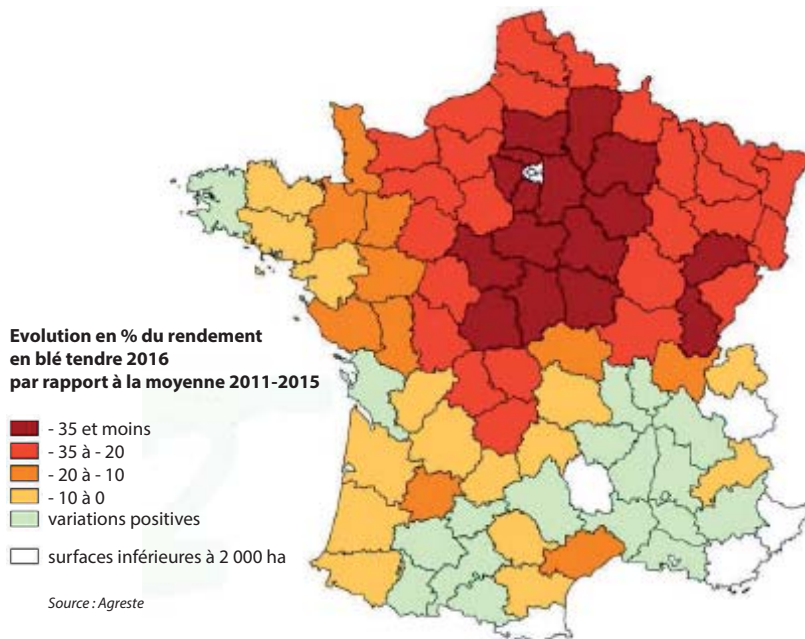 Evolution en % du rendement
en blé tendre 2016
par rapport à la moyenne 2011-2015
- 35 et moins
- 35 à - 20
- 20 à - 10
- 10 à 0
variations positives
surfaces inférieures à 2 000 ha
Source : Agreste